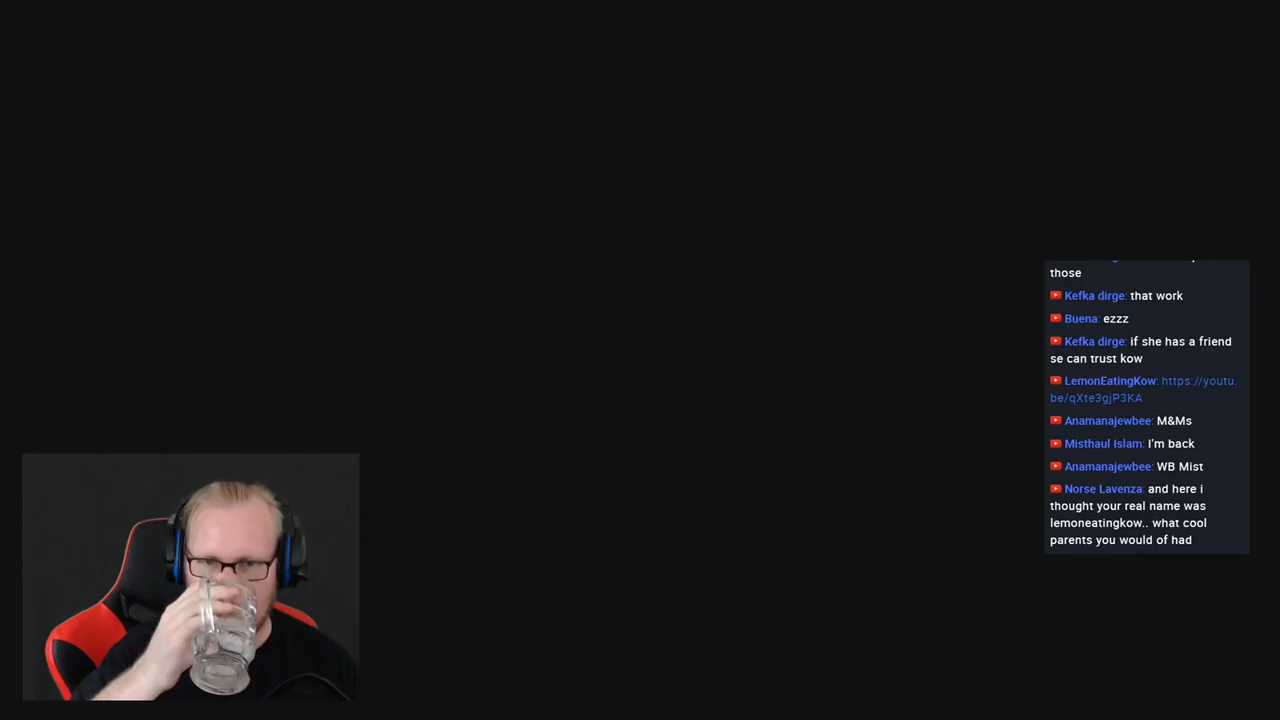 those
Kefka dirge: that work
Buena: ezzz
Kefka dirge: if she has a friend
se can trust kow
LemonEatingKow: https://youtu.
be/qXte3gjP3KA
Anamanajewbee: M&Ms
Misthaul Islam: I'm back
Anamanajewbee: WB Mist
Norse Lavenza: and here i
thought your real name was
lemoneatingkow.. what cool
parents you would of had